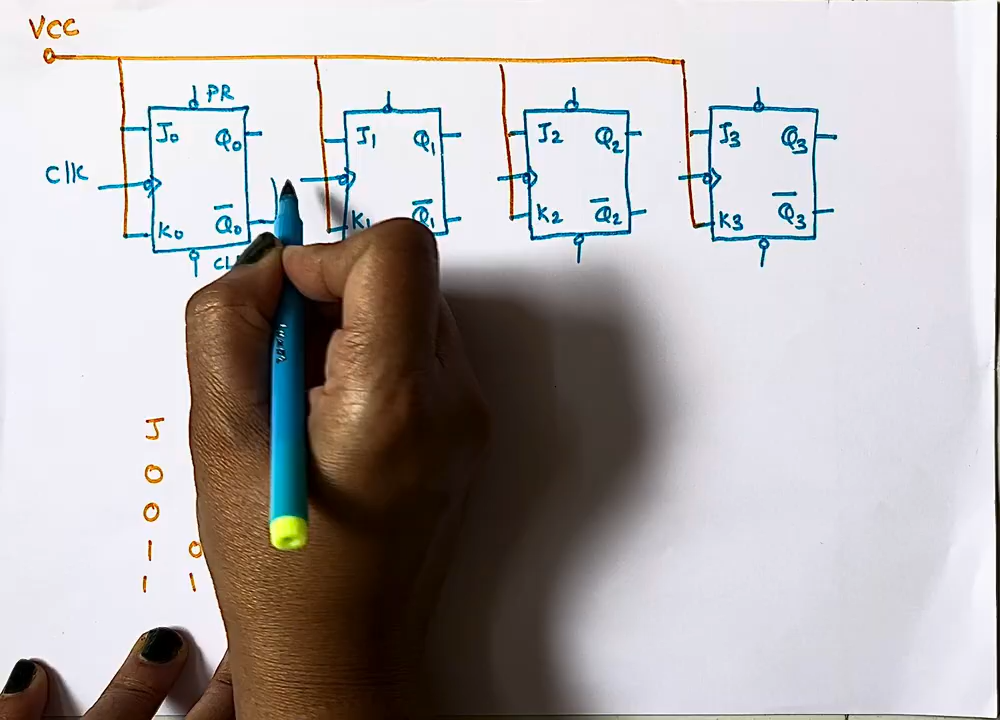 VCC
PR
J0 Q0 J1 Q1 J2 Q2 J3 Q3
Clk
K0 Q̅0 K1 Q̅1 K2 Q̅2 K3 Q̅3
J
0
0
1 0
1 1